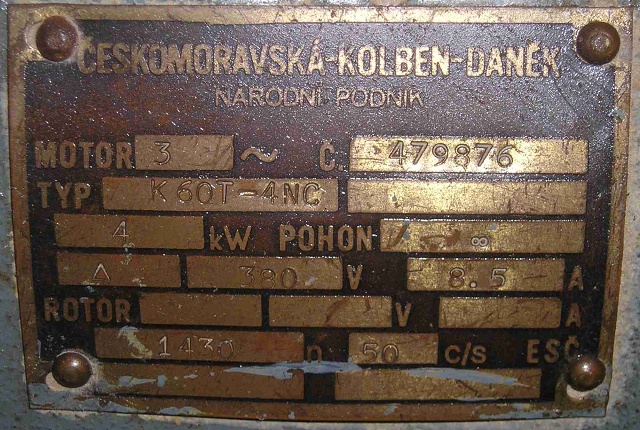 ČESKOMORAVSKÁ-KOLBEN-DANĚK
NÁRODNÍ PODNIK
MOTOR 3 ~ Č. 479876
TYP K60T-4NC
4 kW POHON ∞
Δ 380 V 8.5 A
ROTOR V A
1430 n 50 c/s ESČ